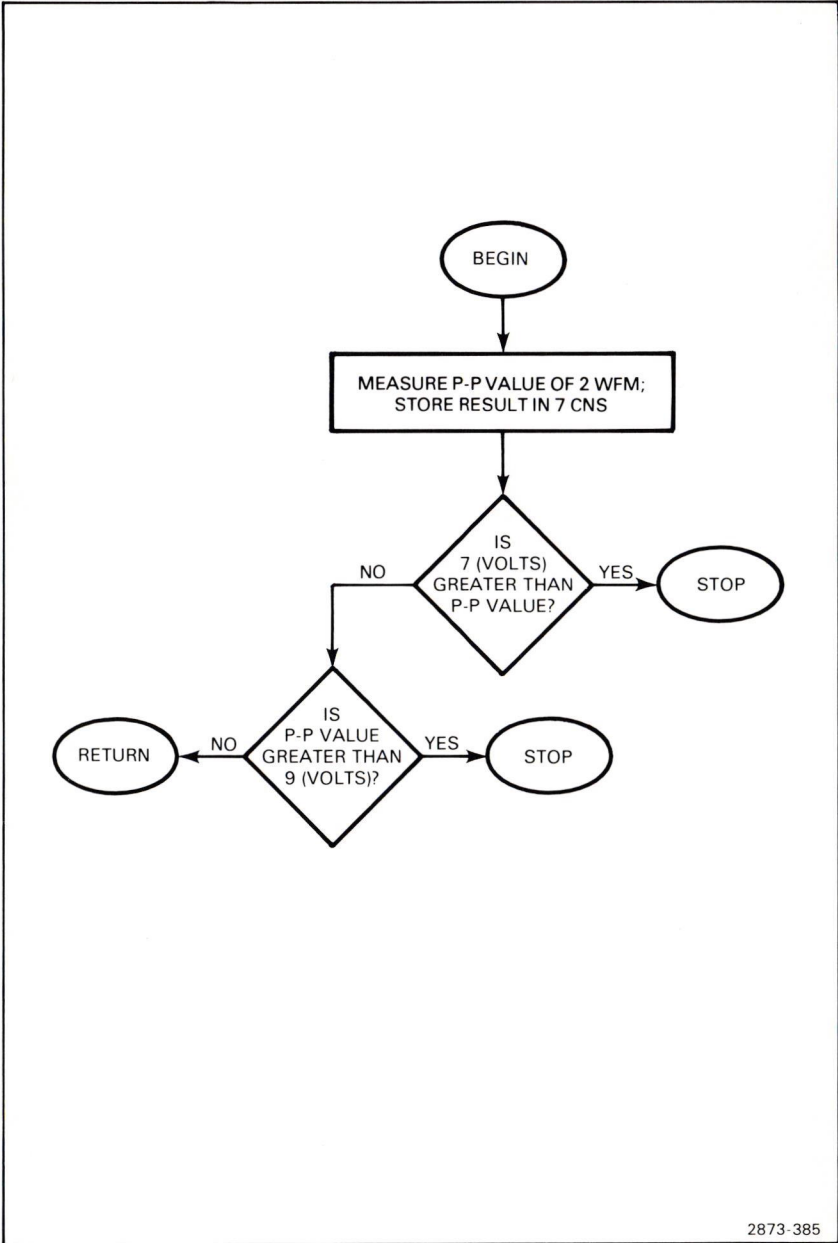 BEGIN
MEASURE P-P VALUE OF 2 WFM;
STORE RESULT IN 7 CNS
IS
7 (VOLTS)
GREATER THAN
P-P VALUE?
NO
YES
STOP
IS
P-P VALUE
GREATER THAN
9 (VOLTS)?
NO
YES
RETURN
STOP
2873-385